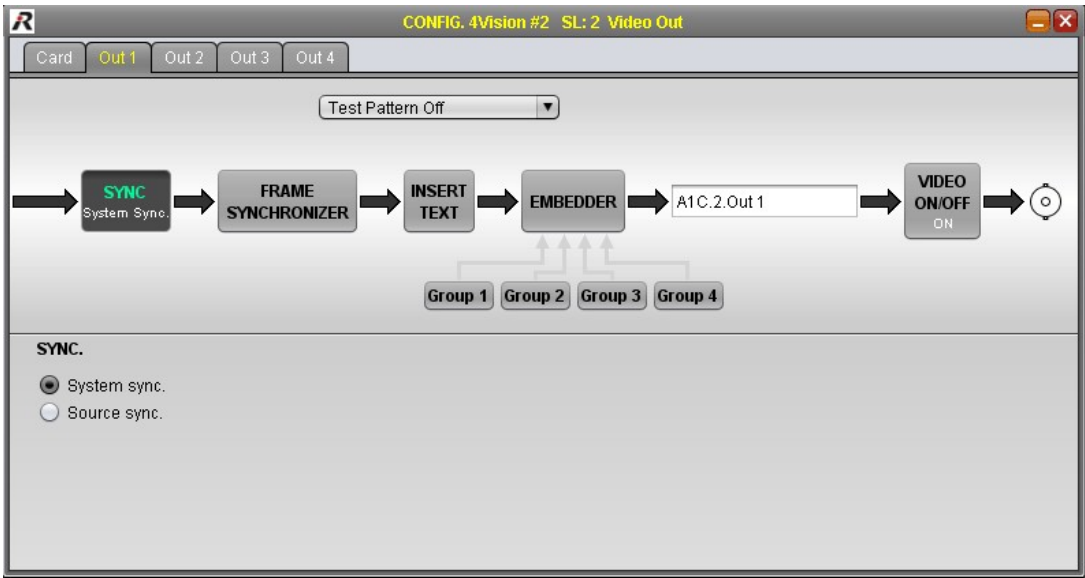 CONFIG. 4Vision #2 SL: 2 Video Out
Card Out 1 Out 2 Out 3 Out 4
Test Pattern Off
SYNC
System Sync.
FRAME
SYNCHRONIZER
INSERT
TEXT
EMBEDDER
A1C.2.Out 1
VIDEO
ON/OFF
ON
Group 1 Group 2 Group 3 Group 4
SYNC.
System sync.
Source sync.